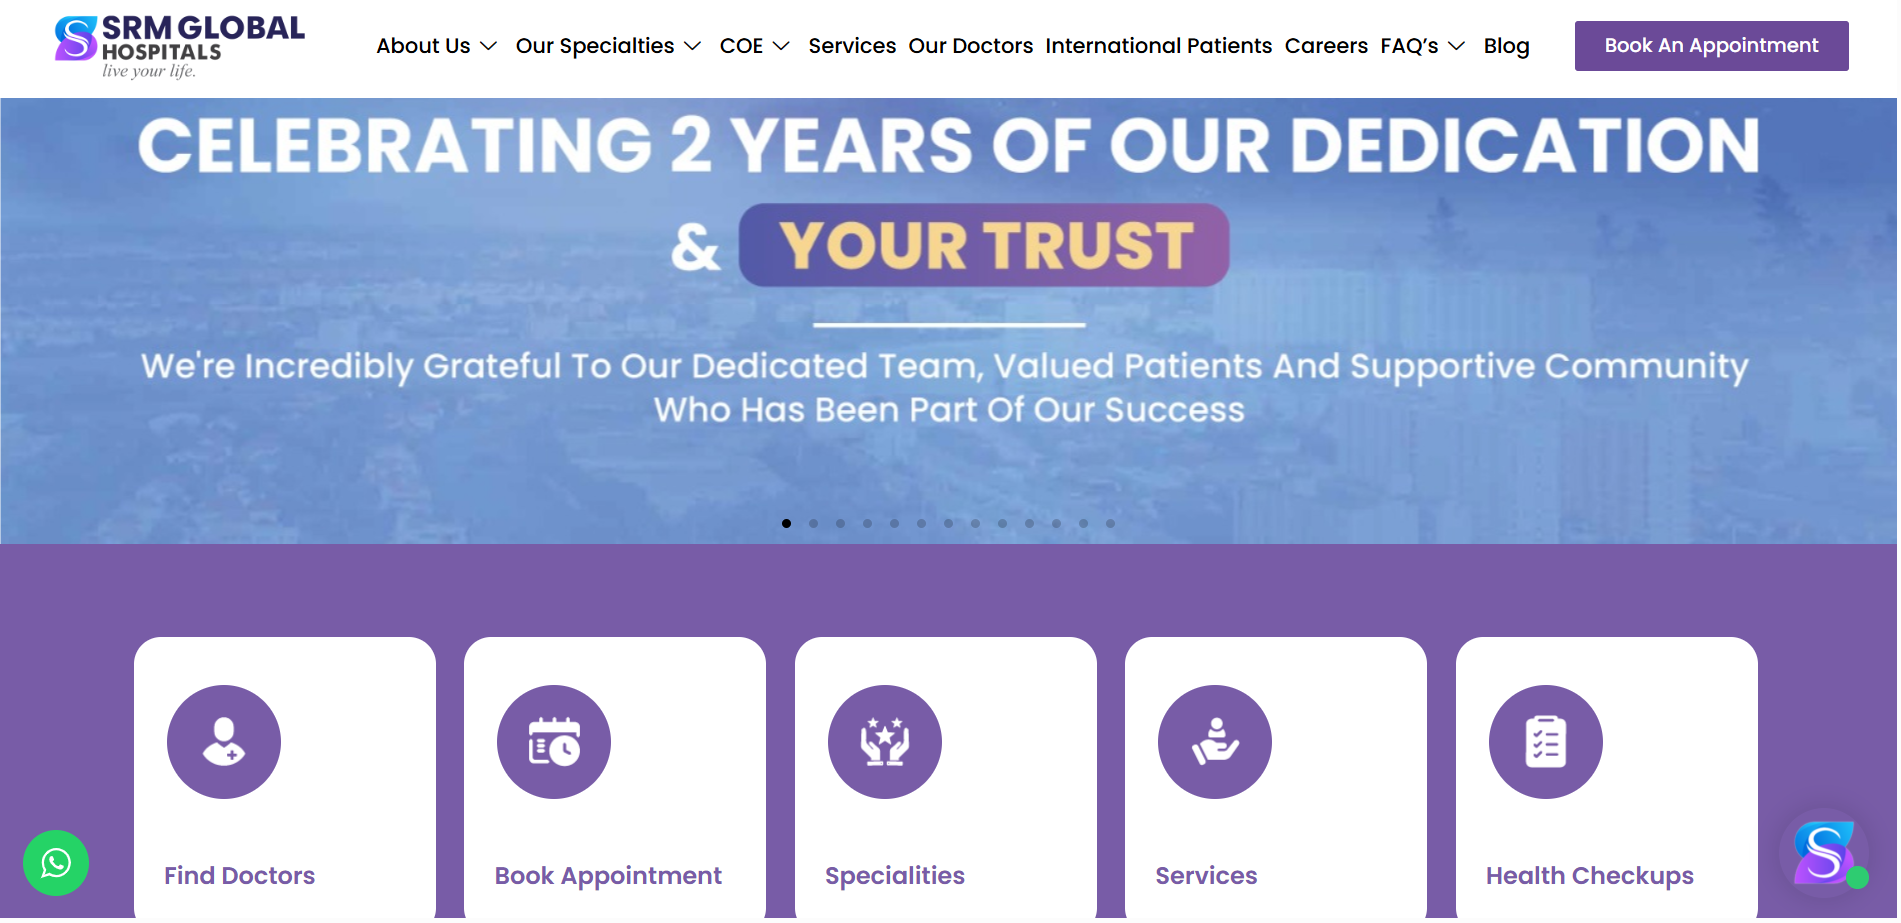 SRM GLOBAL
HOSPITALS
live your life.
About Us Our Specialties COE Services Our Doctors International Patients Careers FAQ's Blog
Book An Appointment
CELEBRATING 2 YEARS OF OUR DEDICATION
& YOUR TRUST
We're Incredibly Grateful To Our Dedicated Team, Valued Patients And Supportive Community
Who Has Been Part Of Our Success
Find Doctors
Book Appointment
Specialities
Services
Health Checkups